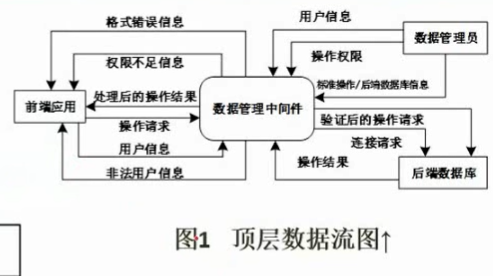 格式错误信息
用户信息
数据管理员
权限不足信息
操作权限
标准操作/后端数据库信息
处理后的操作结果
前端应用
数据管理中间件
操作请求
验证后的操作请求
用户信息
连接请求
非法用户信息
操作结果
后端数据库
图1 顶层数据流图↑